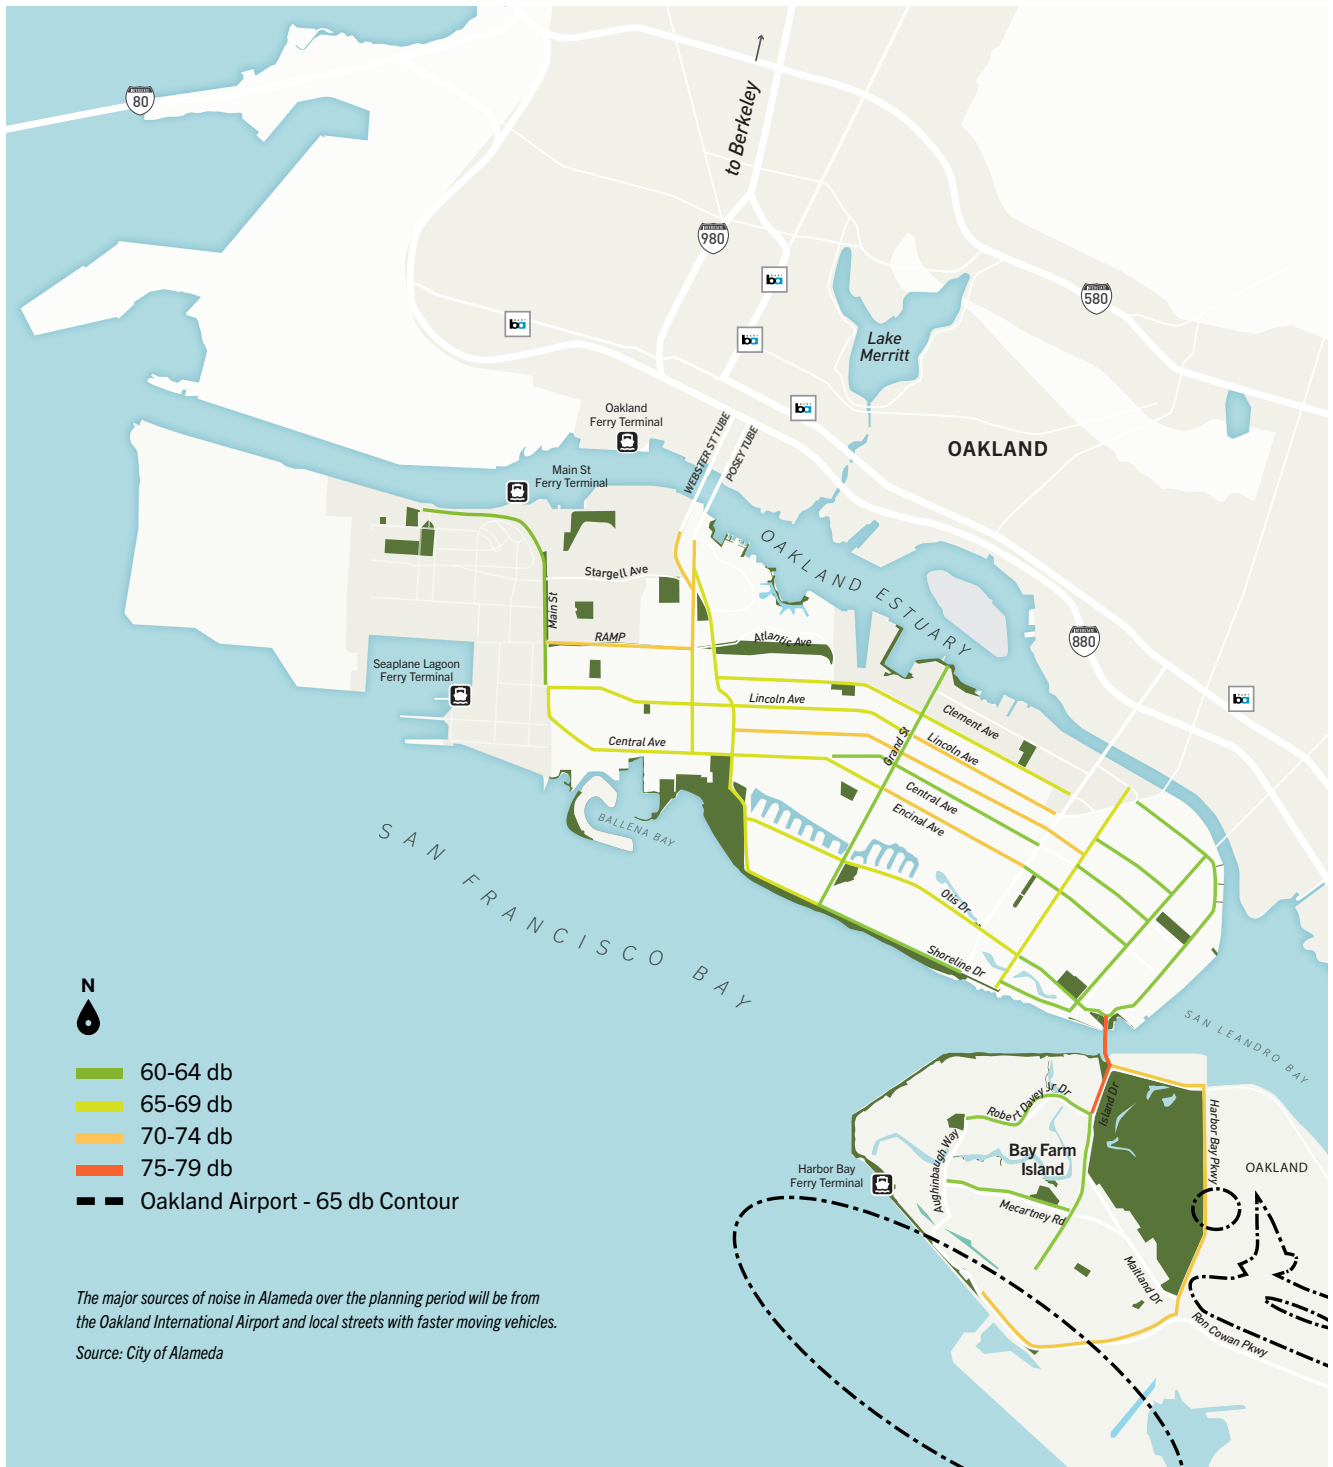 80
to Berkeley
980
580
ba
ba
ba
Lake
Merritt
ba
Oakland
Ferry Terminal
WEBSTER ST TUBE
POSEY TUBE
OAKLAND
Main St
Ferry Terminal
OAKLAND ESTUARY
Stargell Ave
Main St
RAMP
Atlantic Ave
880
Seaplane Lagoon
Ferry Terminal
ba
Lincoln Ave
Clement Ave
Central Ave
Grand St
Lincoln Ave
Central Ave
Encinal Ave
BALLENA BAY
SAN FRANCISCO BAY
Otis Dr
Shoreline Dr
SAN LEANDRO BAY
N
60-64 db
65-69 db
70-74 db
75-79 db
Oakland Airport - 65 db Contour
Robert Davey Jr Dr
Island Dr
Harbor Bay Pkwy
Aughinbaugh Way
Bay Farm
Island
OAKLAND
Harbor Bay
Ferry Terminal
Mecartney Rd
Maitland Dr
Ron Cowan Pkwy
The major sources of noise in Alameda over the planning period will be from
the Oakland International Airport and local streets with faster moving vehicles.
Source: City of Alameda